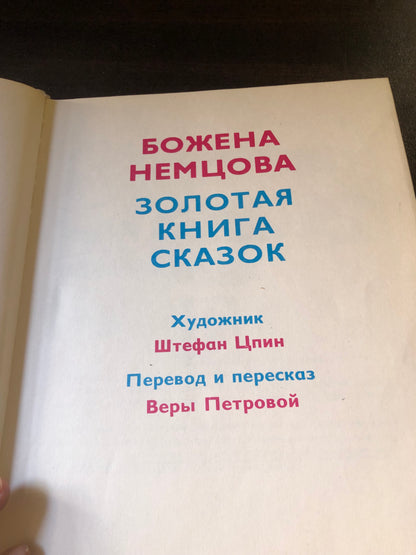 БОЖЕНА
НЕМЦОВА
ЗОЛОТАЯ
КНИГА
СКАЗОК
Художник
Штефан Цпин
Перевод и пересказ
Веры Петровой